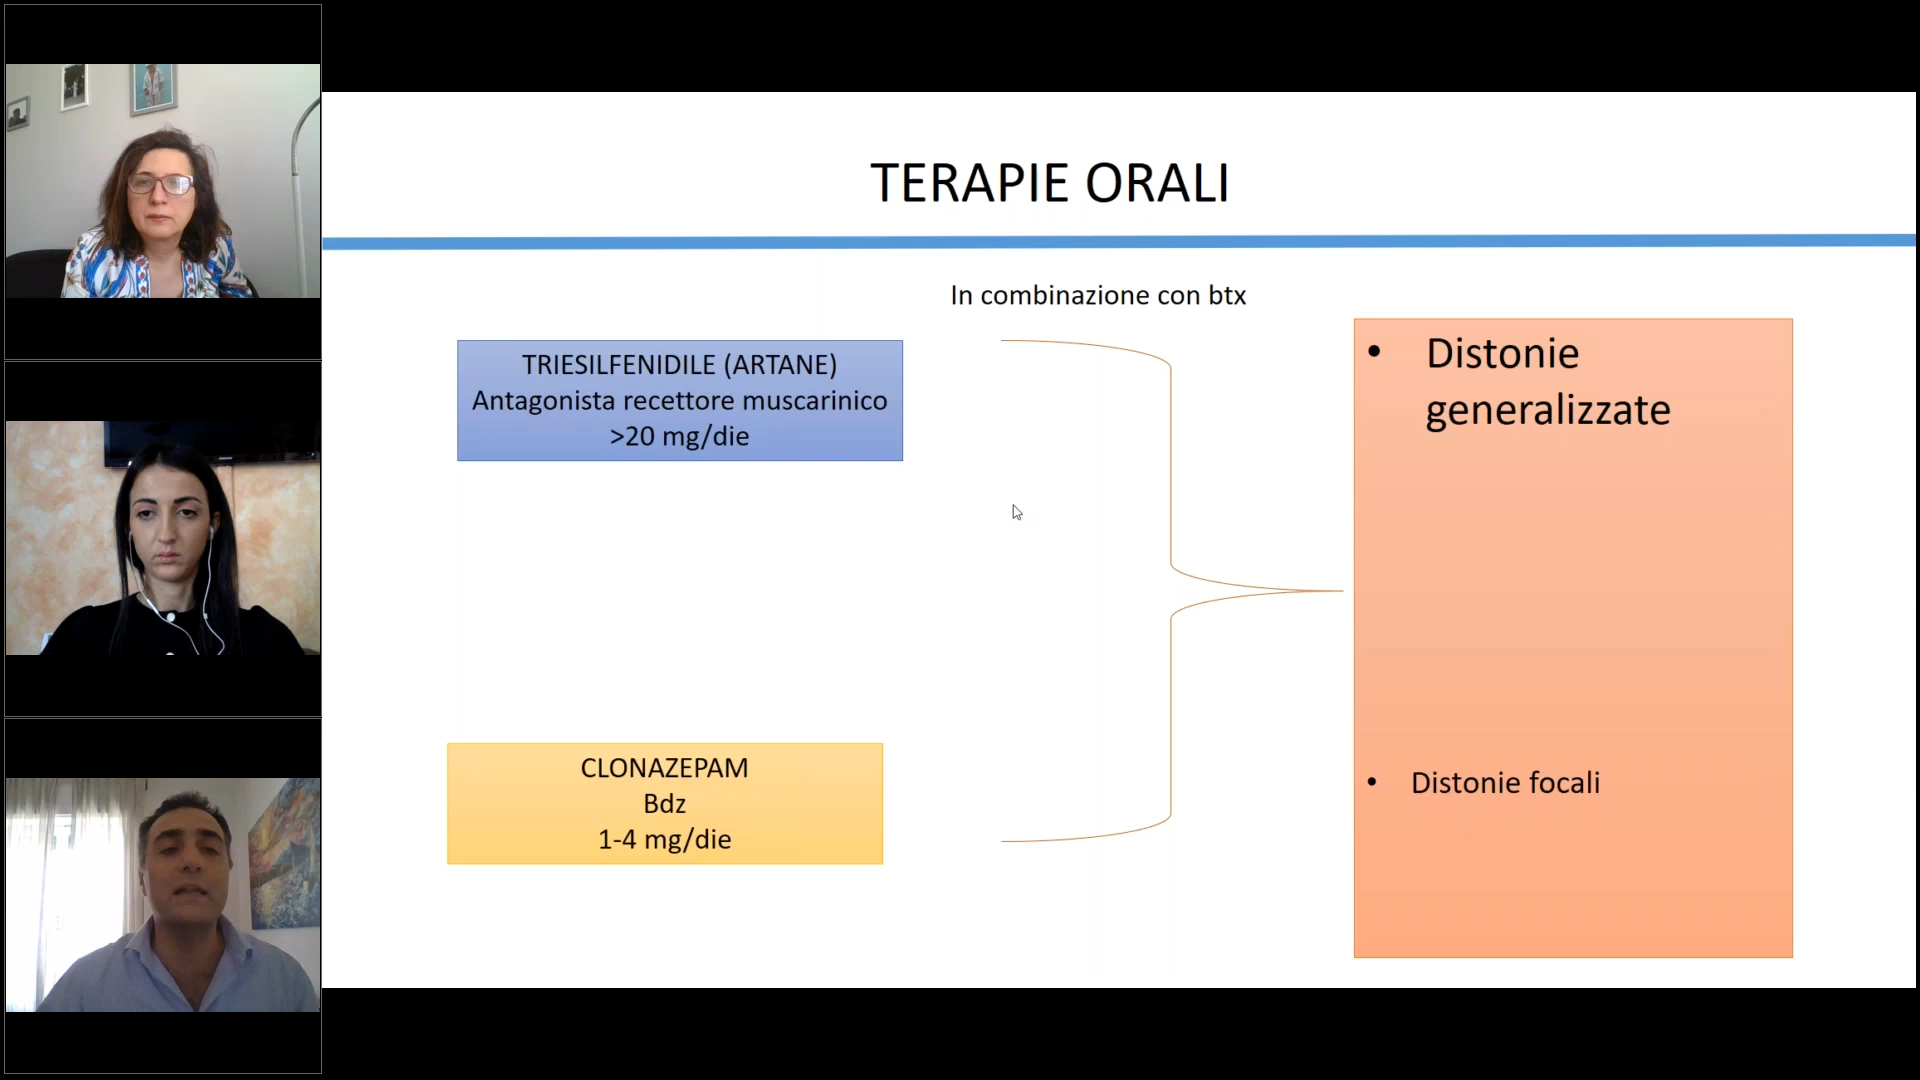 TERAPIE ORALI
In combinazione con btx
TRIESILFENIDILE (ARTANE)
Antagonista recettore muscarinico
>20 mg/die
CLONAZEPAM
Bdz
1-4 mg/die
• Distonie
generalizzate
• Distonie focali